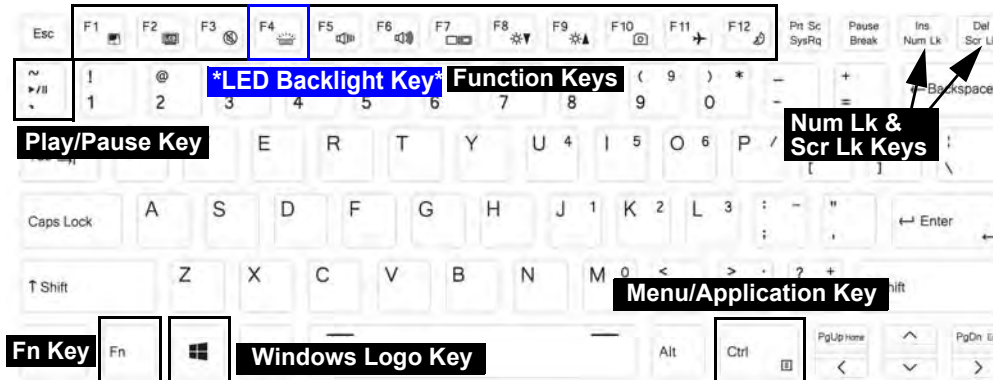 Esc F1 F2 F3 F4 F5 F6 F7 F8 F9 F10 F11 F12 Prt Sc SysRq Pause Break Ins Num Lk Del Scr
*LED Backlight Key* Function Keys
~ ` ! 1 @ 2 3 4 5 6 7 8 ( 9 9 ) 0 * _ - + = Backspace
Play/Pause Key
Num Lk &
Scr Lk Keys
E R T Y U 4 I 5 O 6 P / [ ] \
Caps Lock A S D F G H J 1 K 2 L 3 : ; - " ' Enter
↑ Shift Z X C V B N M 0 < > . ? +
Menu/Application Key
Fn Key Fn Windows Logo Key Alt Ctrl PgUp Home PgDn